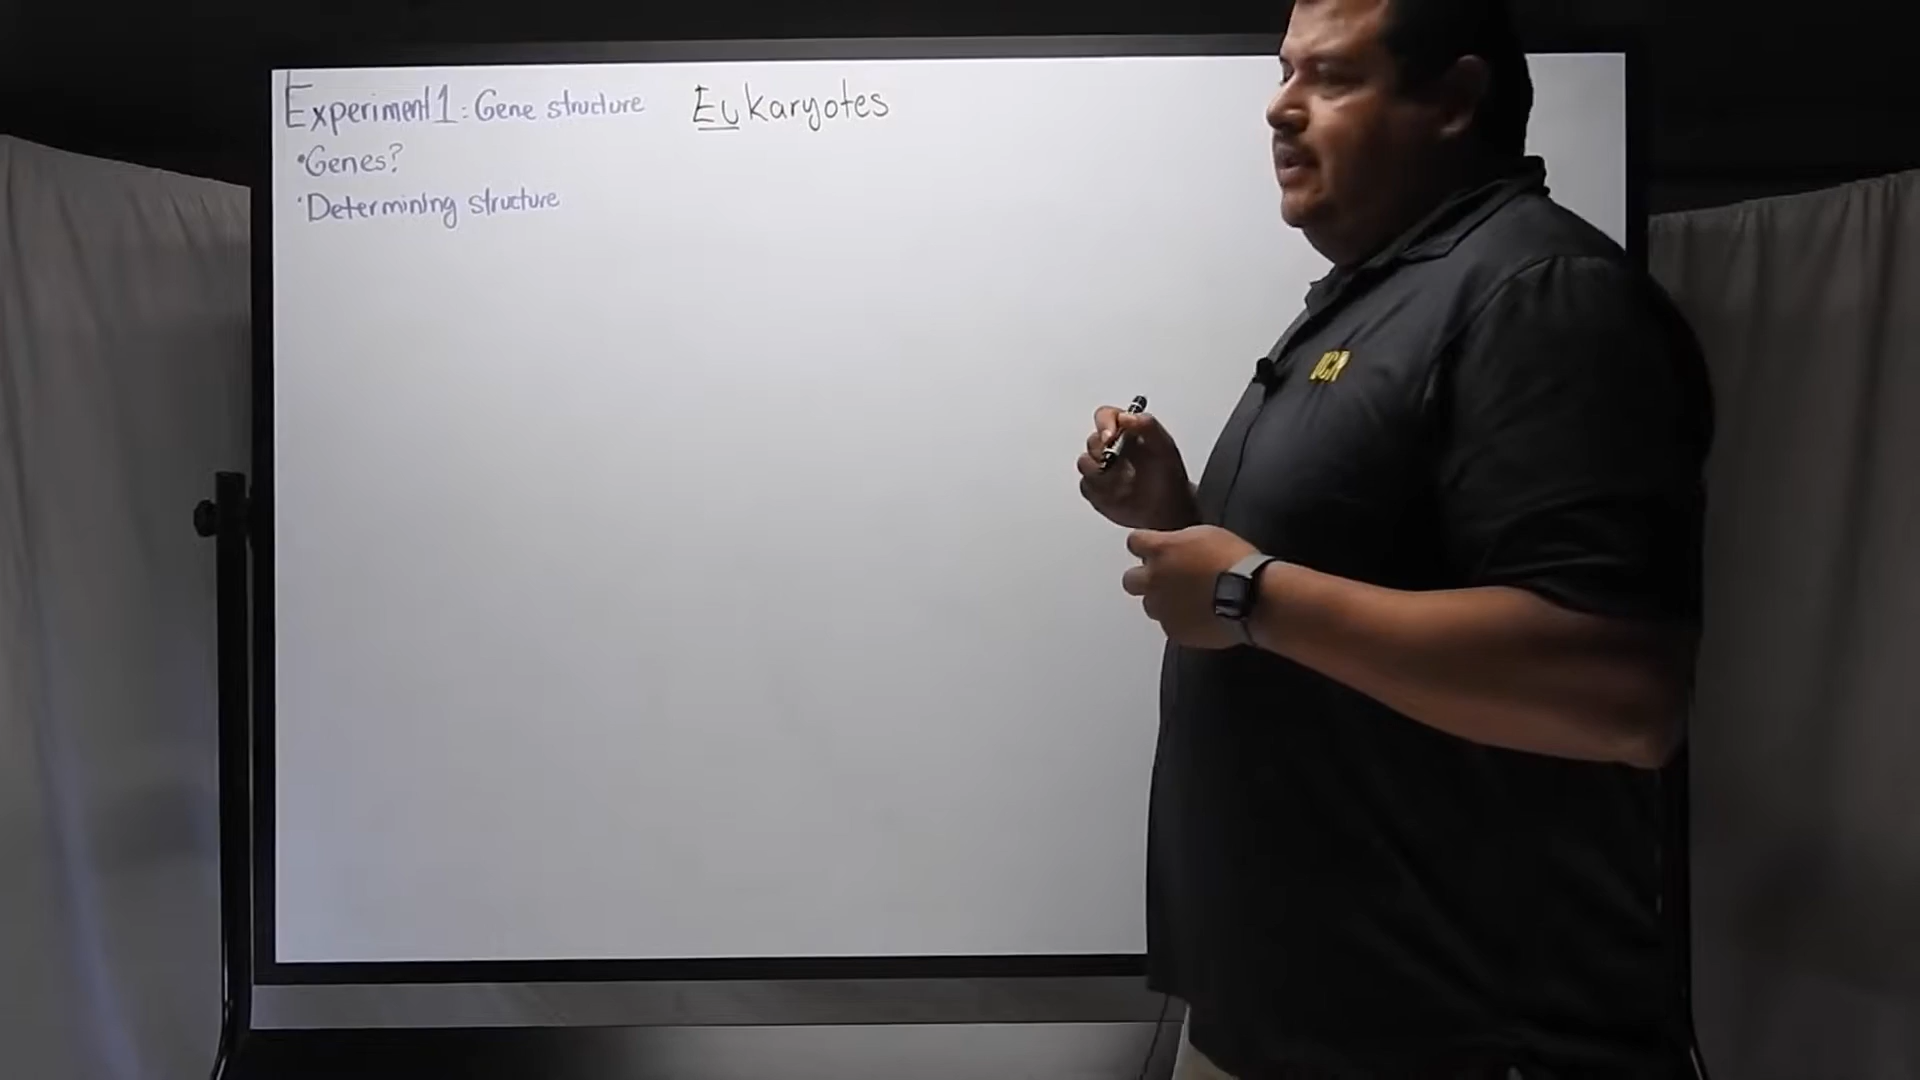 Experiment 1: Gene structure Eukaryotes
•Genes?
•Determining structure
UCR